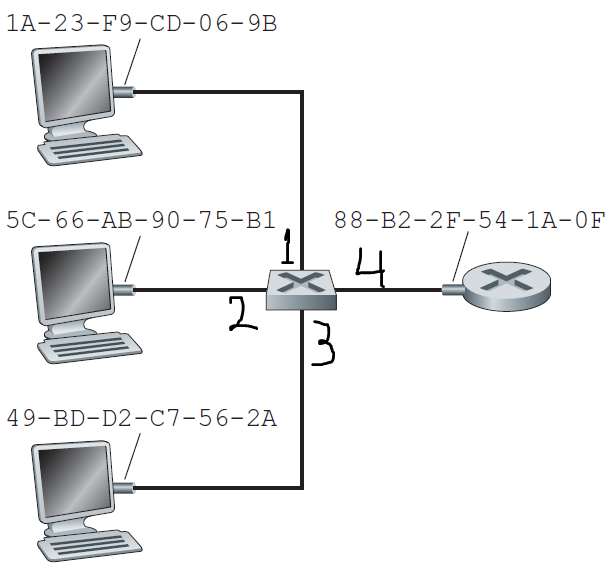 1A-23-F9-CD-06-9B
5C-66-AB-90-75-B1
88-B2-2F-54-1A-0F
1
4
2
3
49-BD-D2-C7-56-2A